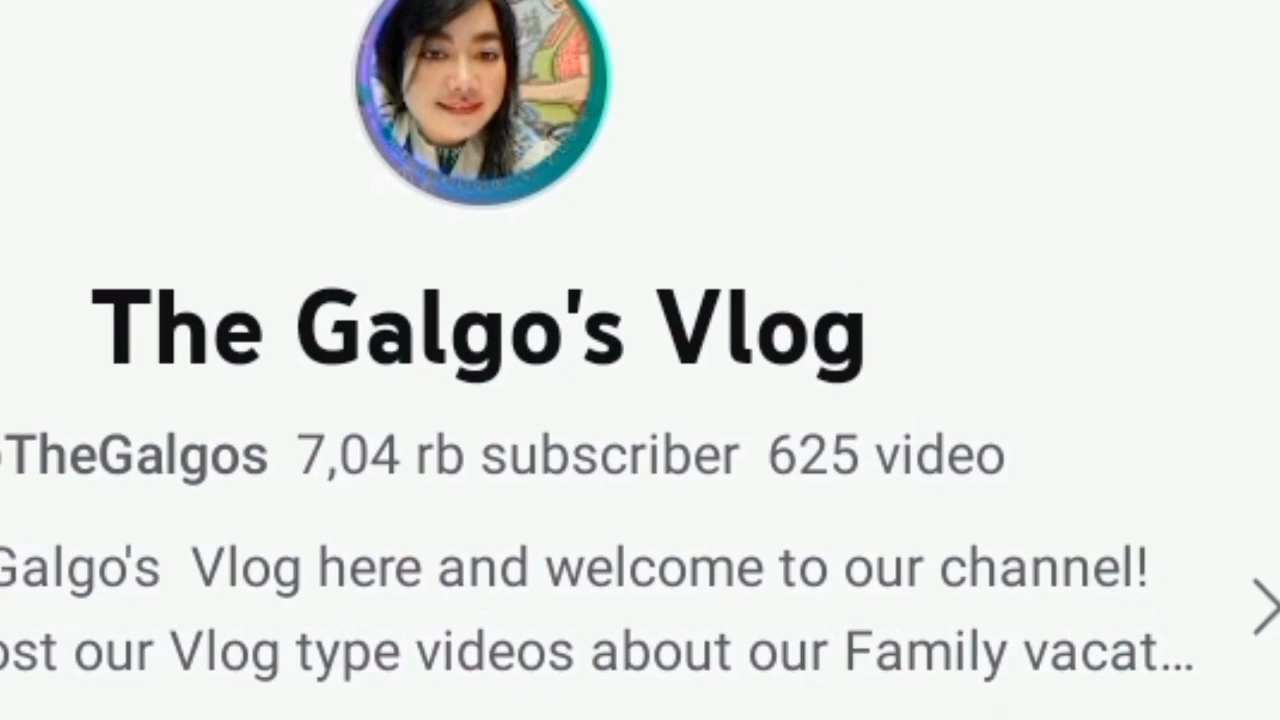 The Galgo's Vlog
TheGalgos 7,04 rb subscriber 625 video
Galgo's Vlog here and welcome to our channel!
our Vlog type videos about our Family vacat...